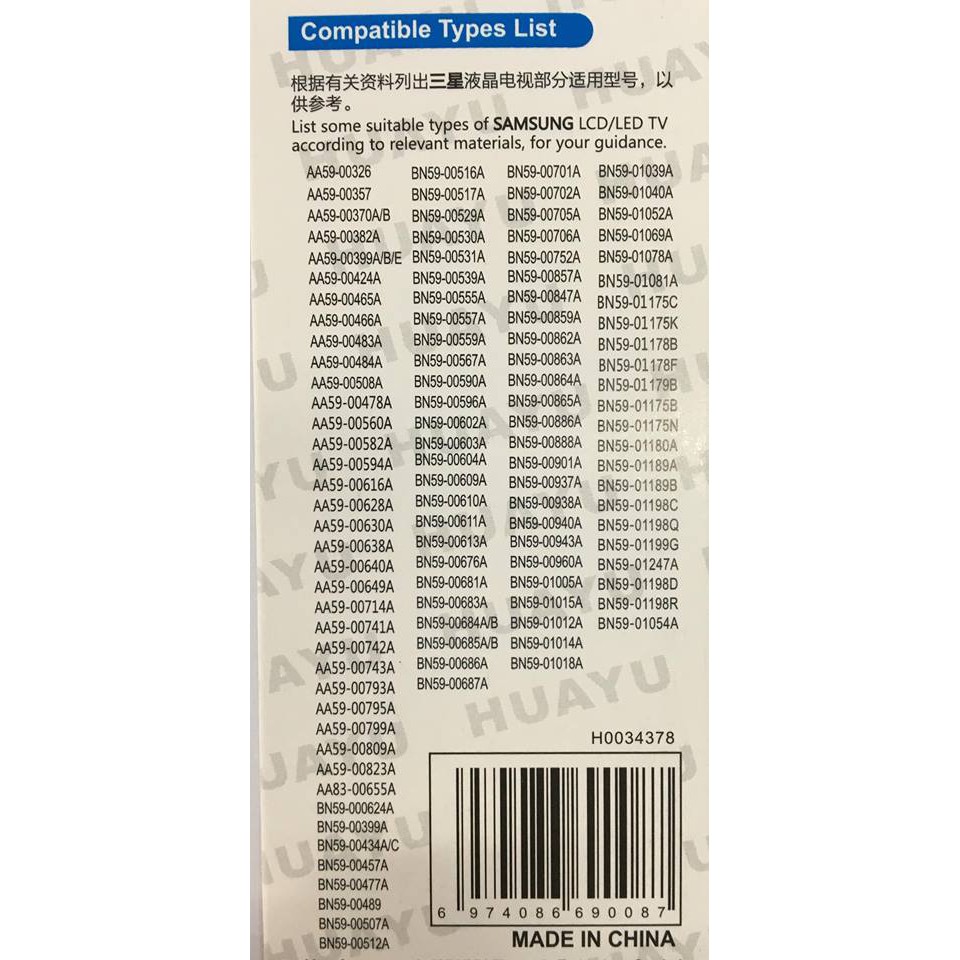 Compatible Types List
根据有关资料列出三星液晶电视部分适用型号，以
供参考。
List some suitable types of SAMSUNG LCD/LED TV
according to relevant materials, for your guidance.
AA59-00326
AA59-00357
AA59-00370A/B
AA59-00382A
AA59-00399A/B/E
AA59-00424A
AA59-00465A
AA59-00466A
AA59-00483A
AA59-00484A
AA59-00508A
AA59-00478A
AA59-00560A
AA59-00582A
AA59-00594A
AA59-00616A
AA59-00628A
AA59-00630A
AA59-00638A
AA59-00640A
AA59-00649A
AA59-00714A
AA59-00741A
AA59-00742A
AA59-00743A
AA59-00793A
AA59-00795A
AA59-00799A
AA59-00809A
AA59-00823A
AA83-00655A
BN59-000624A
BN59-00399A
BN59-00434A/C
BN59-00457A
BN59-00477A
BN59-00489
BN59-00507A
BN59-00512A
BN59-00516A
BN59-00517A
BN59-00529A
BN59-00530A
BN59-00531A
BN59-00539A
BN59-00555A
BN59-00557A
BN59-00559A
BN59-00567A
BN59-00590A
BN59-00596A
BN59-00602A
BN59-00603A
BN59-00604A
BN59-00609A
BN59-00610A
BN59-00611A
BN59-00613A
BN59-00676A
BN59-00681A
BN59-00683A
BN59-00684A/B
BN59-00685A/B
BN59-00686A
BN59-00687A
BN59-00701A
BN59-00702A
BN59-00705A
BN59-00706A
BN59-00752A
BN59-00857A
BN59-00847A
BN59-00859A
BN59-00862A
BN59-00863A
BN59-00864A
BN59-00865A
BN59-00886A
BN59-00888A
BN59-00901A
BN59-00937A
BN59-00938A
BN59-00940A
BN59-00943A
BN59-00960A
BN59-01005A
BN59-01015A
BN59-01012A
BN59-01014A
BN59-01018A
BN59-01039A
BN59-01040A
BN59-01052A
BN59-01069A
BN59-01078A
BN59-01081A
BN59-01175C
BN59-01175K
BN59-01178B
BN59-01178F
BN59-01179B
BN59-01175B
BN59-01175N
BN59-01180A
BN59-01189A
BN59-01189B
BN59-01198C
BN59-01198Q
BN59-01199G
BN59-01247A
BN59-01198D
BN59-01198R
BN59-01054A
HUAYU
H0034378
6 974086 690087
MADE IN CHINA